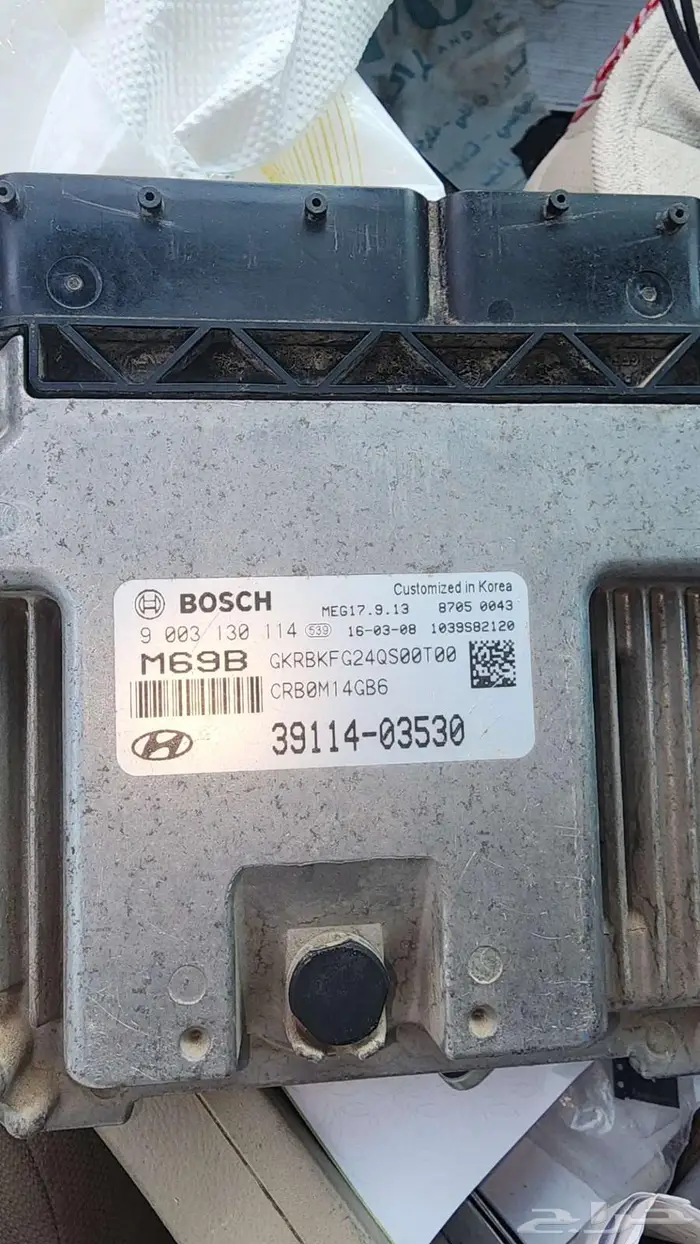 Customized in Korea
BOSCH MEG17.9.13 8705 0043
9 003 130 114 539 16-03-08 1039S82120
M69B GKRBKFG24QS00T00
CRB0M14GB6
39114-03530
حراج